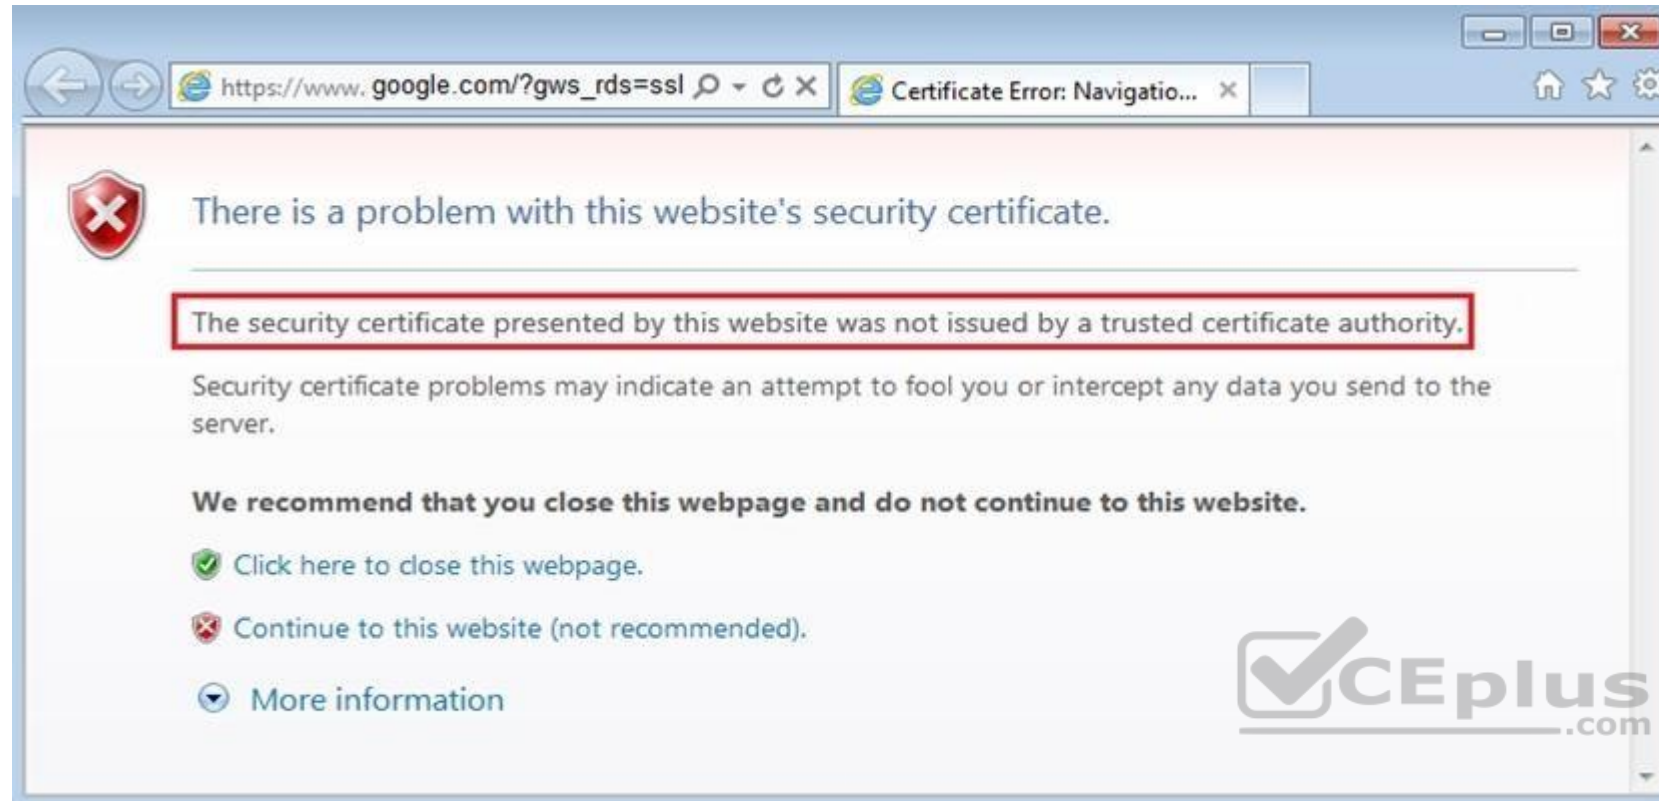 https://www. google.com/?gws_rds=ssl
Certificate Error: Navigatio...
There is a problem with this website's security certificate.
The security certificate presented by this website was not issued by a trusted certificate authority.
Security certificate problems may indicate an attempt to fool you or intercept any data you send to the
server.
We recommend that you close this webpage and do not continue to this website.
Click here to close this webpage.
Continue to this website (not recommended).
More information
CEplus
.com